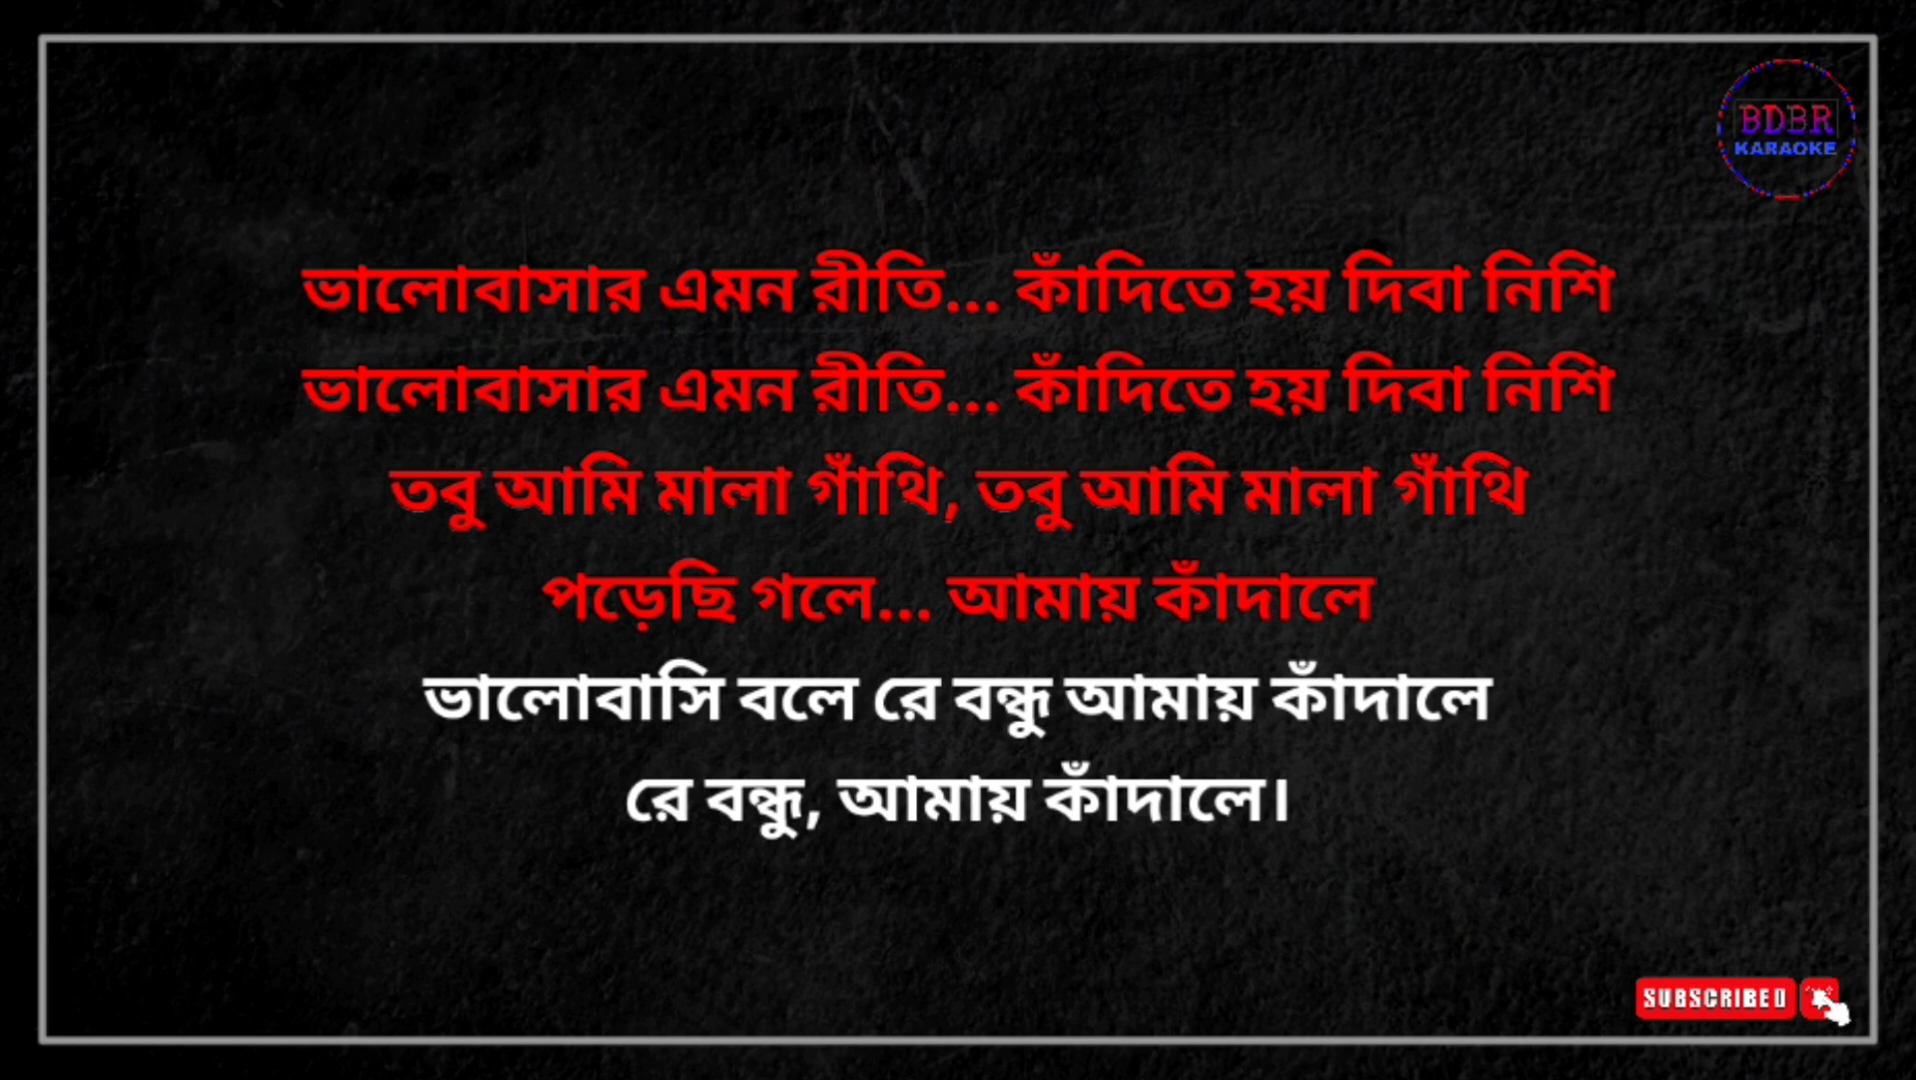 BDBR
KARAOKE
ভালোবাসার এমন রীতি... কাঁদিতে হয় দিবা নিশি
ভালোবাসার এমন রীতি... কাঁদিতে হয় দিবা নিশি
তবু আমি মালা গাঁথি, তবু আমি মালা গাঁথি
পড়েছি গলে... আমায় কাঁদালে
ভালোবাসি বলে রে বন্ধু আমায় কাঁদালে
রে বন্ধু, আমায় কাঁদালে।
SUBSCRIBED